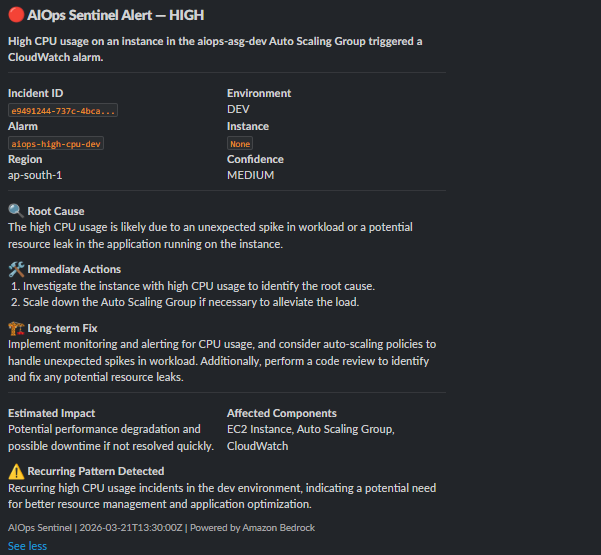 AIOps Sentinel Alert — HIGH
High CPU usage on an instance in the aiops-asg-dev Auto Scaling Group triggered a
CloudWatch alarm.
Incident ID
e9491244-737c-4bca...
Environment
DEV
Alarm
aiops-high-cpu-dev
Instance
None
Region
ap-south-1
Confidence
MEDIUM
Root Cause
The high CPU usage is likely due to an unexpected spike in workload or a potential
resource leak in the application running on the instance.
Immediate Actions
1. Investigate the instance with high CPU usage to identify the root cause.
2. Scale down the Auto Scaling Group if necessary to alleviate the load.
Long-term Fix
Implement monitoring and alerting for CPU usage, and consider auto-scaling policies to
handle unexpected spikes in workload. Additionally, perform a code review to identify
and fix any potential resource leaks.
Estimated Impact
Potential performance degradation and
possible downtime if not resolved quickly.
Affected Components
EC2 Instance, Auto Scaling Group,
CloudWatch
Recurring Pattern Detected
Recurring high CPU usage incidents in the dev environment, indicating a potential need
for better resource management and application optimization.
AIOps Sentinel | 2026-03-21T13:30:00Z | Powered by Amazon Bedrock
See less